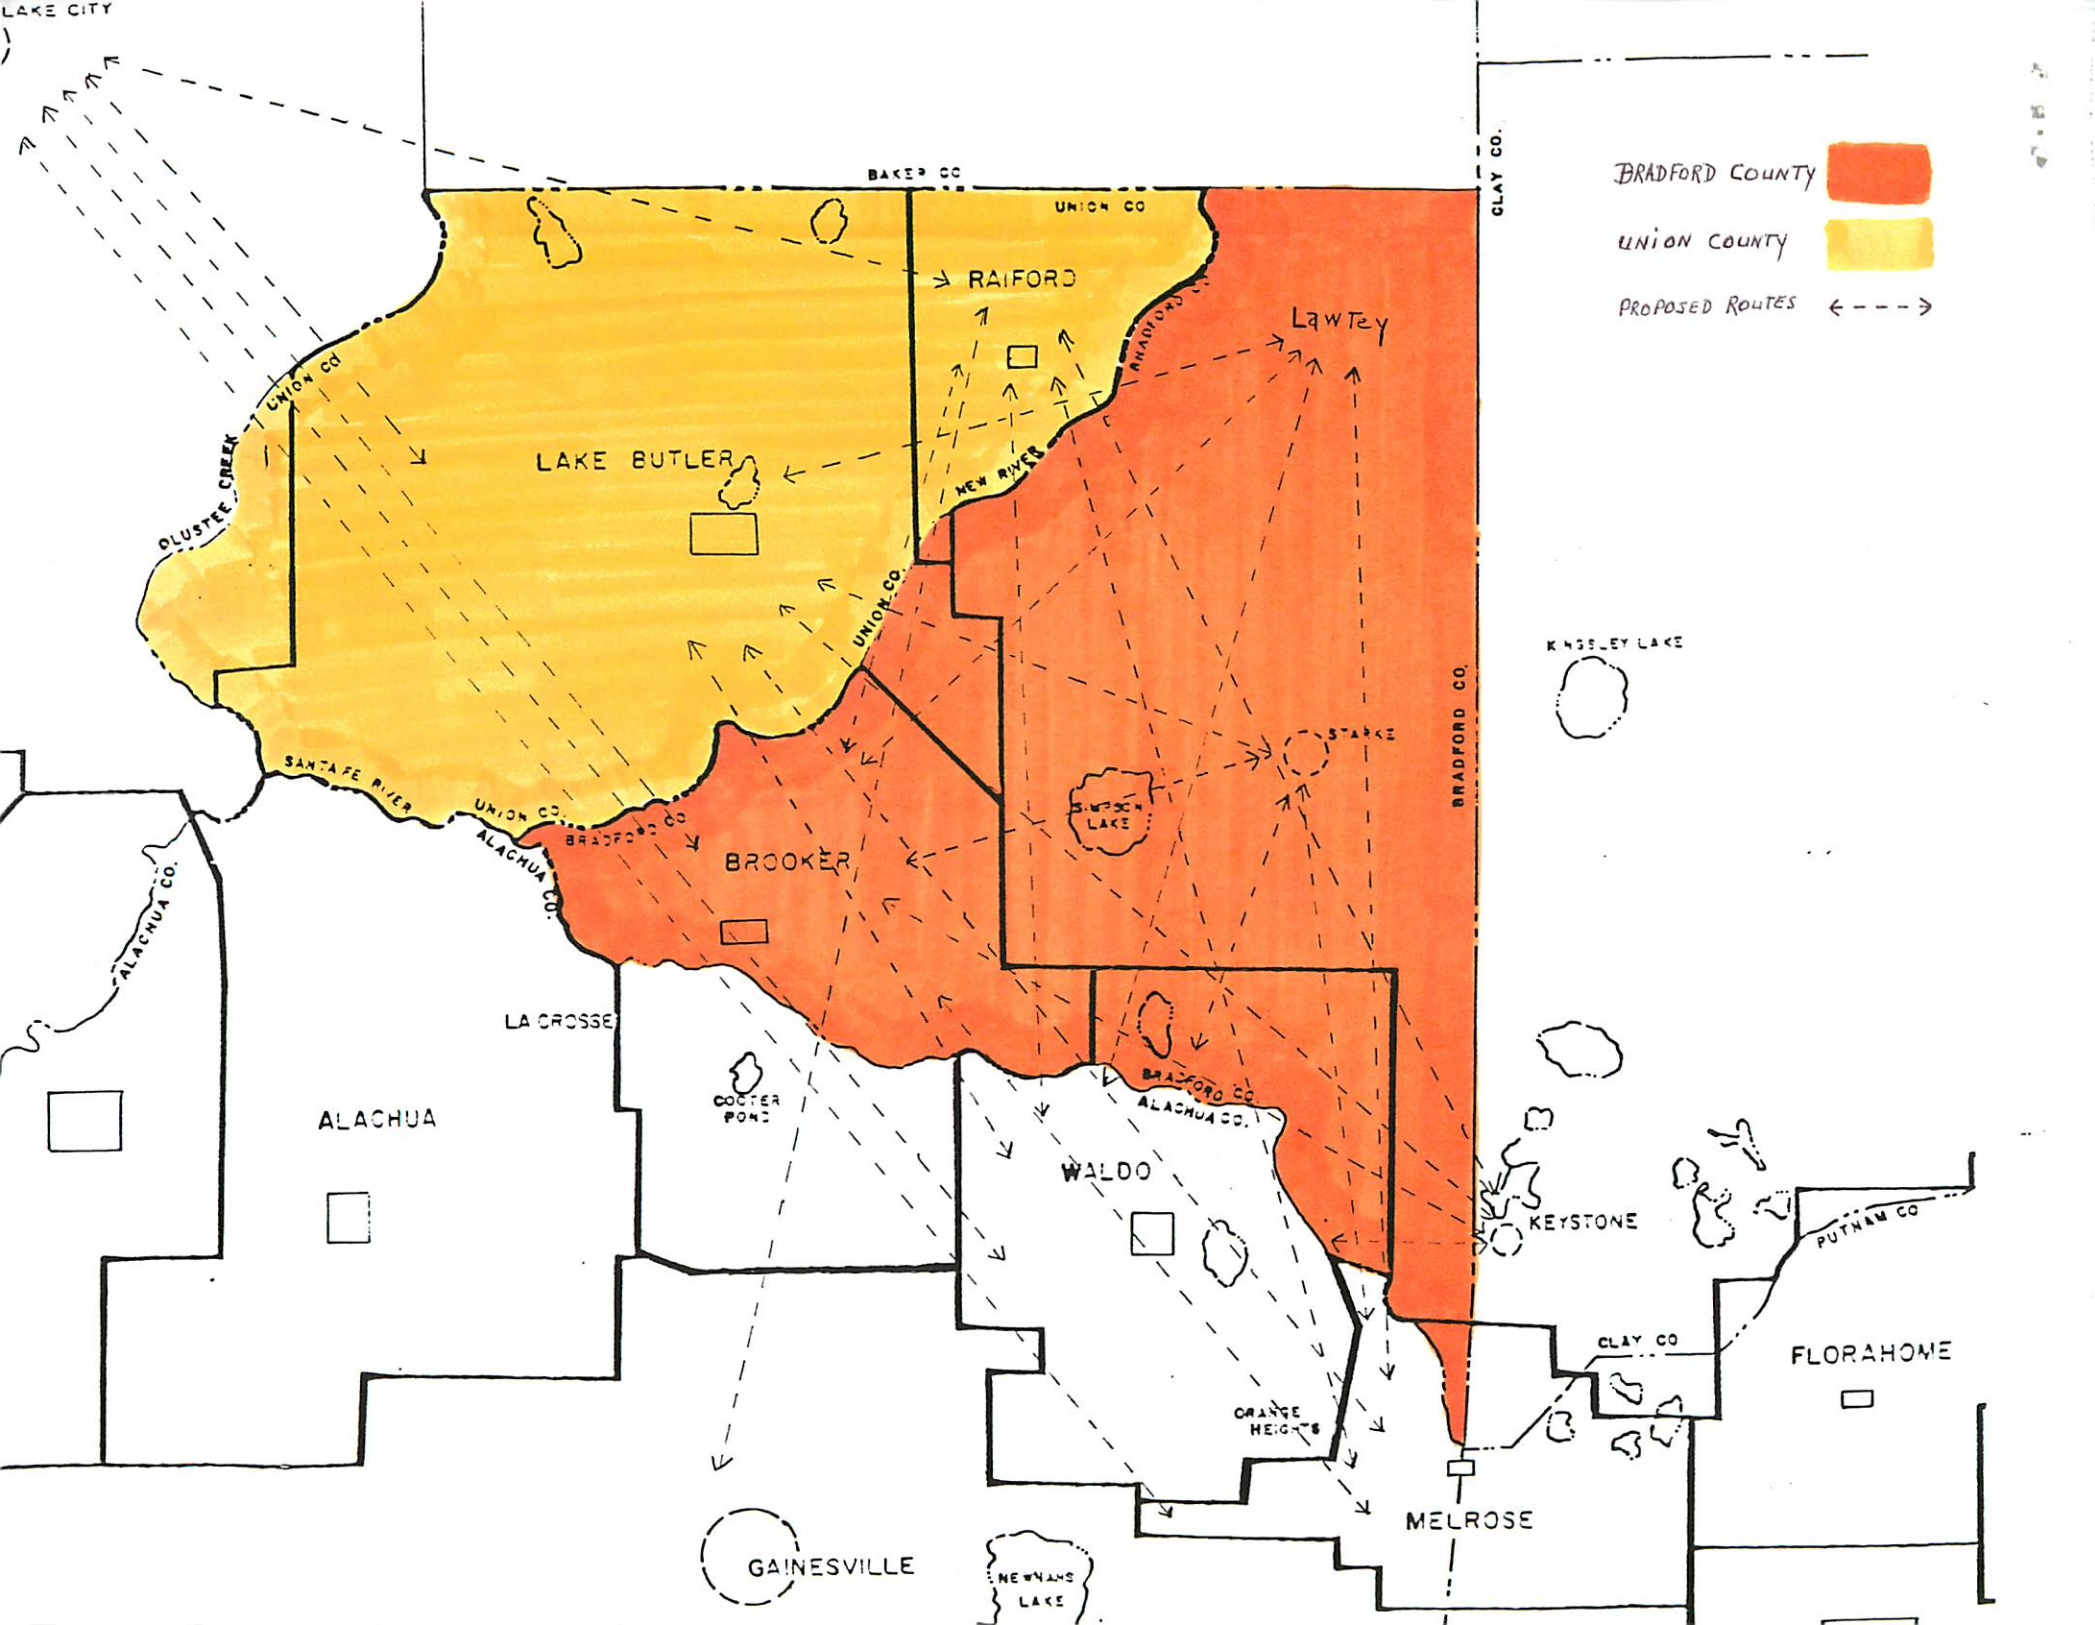 LAKE CITY
BAKER CO
UNION CO
CLAY CO.
BRADFORD COUNTY
UNION COUNTY
PROPOSED ROUTES
RAIFORD
BRADFORD CO
Lawtey
UNION CO
LAKE BUTLER
NEW RIVER
OLUSTEE CREEK
UNION CO.
KINGSLEY LAKE
BRADFORD CO.
STARKE
SANTA FE RIVER
UNION CO.
BRADFORD CO
ALACHUA CO.
SIMPSON
LAKE
BROOKER
ALACHUA CO.
LA CROSSE
COOTER
POND
ALACHUA
BRADFORD CO.
ALACHUA CO.
WALDO
KEYSTONE
PUTNAM CO
CLAY CO
FLORAHOME
ORANGE
HEIGHTS
MELROSE
GAINESVILLE
NEWNANS
LAKE